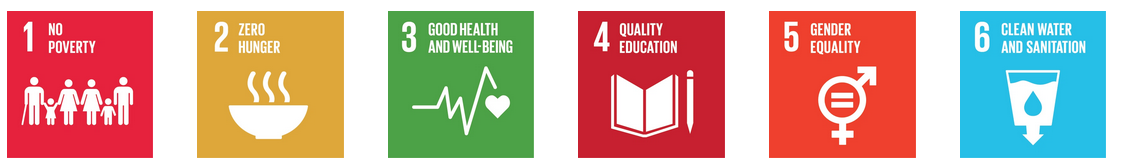 1 NO
POVERTY
2 ZERO
HUNGER
3 GOOD HEALTH
AND WELL-BEING
4 QUALITY
EDUCATION
5 GENDER
EQUALITY
6 CLEAN WATER
AND SANITATION